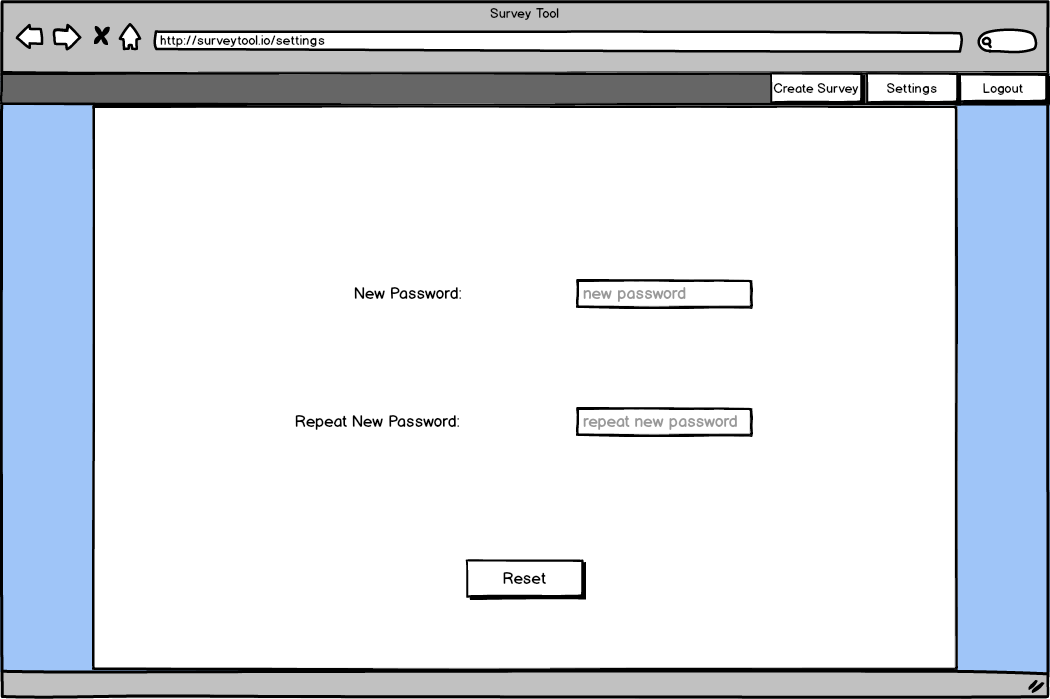 Survey Tool
http://surveytool.io/settings
Create Survey
Settings
Logout
New Password:
new password
Repeat New Password:
repeat new password
Reset